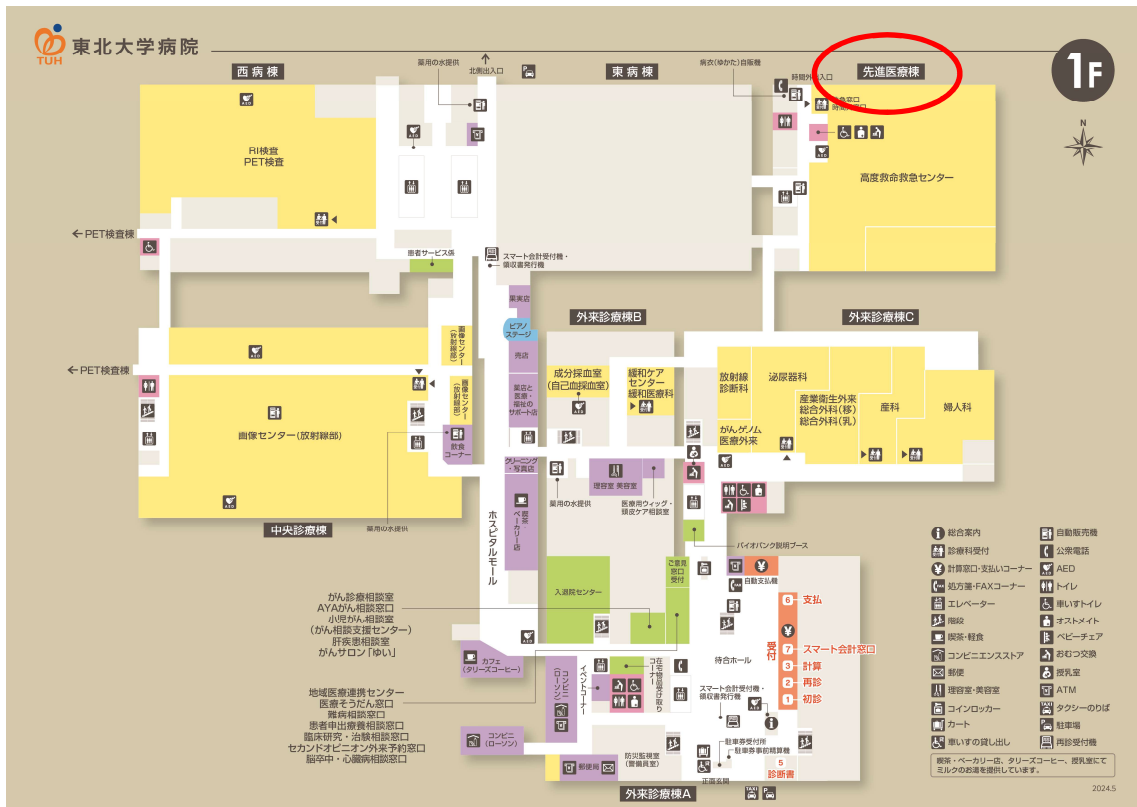 TUH
東北大学病院
1F
西病棟
東病棟
先進医療棟
薬用の水提供
北側出入口
病衣(ゆかた)自販機
時間外出入口
N
RI検査
PET検査
高度救命救急センター
←PET検査棟
患者サービス係
スマート会計受付機・
領収書発行機
果実店
ピアノ
ステージ
売店
薬店と
医療・
福祉の
サポート店
クリーニング
・写真店
喫茶・
ベーカリー店
ホスピタルモール
外来診療棟B
外来診療棟C
画像センター
(放射線部)
←PET検査棟
画像センター
(放射線部)
画像センター(放射線部)
飲食
コーナー
中央診療棟
薬用の水提供
成分採血室
(自己血採血室)
緩和ケア
センター
緩和医療科
放射線
診断科
泌尿器科
産業衛生外来
総合外科(移)
総合外科(乳)
産科
婦人科
がんゲノム
医療外来
理容室 美容室
薬用の水提供
医療用ウィッグ・
頭皮ケア相談室
バイオバンク説明ブース
入退院センター
ご意見
窓口
受付
自動支払機
6 支払
7 スマート会計窓口
3 計算
2 再診
1 初診
受付
待合ホール
スマート会計受付機・
領収書発行機
在宅物品受け取り
コーナー
イベントコーナー
コンビニ
(ローソン)
カフェ
(タリーズコーヒー)
コンビニ
(ローソン)
郵便局
防災監視室
(警備員室)
駐車券受付所
駐車券事前精算機
正面玄関
5
診断書
外来診療棟A
TAXI
がん診療相談室
AYAがん相談窓口
小児がん相談室
(がん相談支援センター)
肝疾患相談室
がんサロン「ゆい」
地域医療連携センター
医療そうだん窓口
難病相談窓口
患者申出療養相談窓口
臨床研究・治験相談窓口
セカンドオピニオン外来予約窓口
脳卒中・心臓病相談窓口
総合案内
診療科受付
計算窓口・支払いコーナー
処方箋・FAXコーナー
エレベーター
階段
喫茶・軽食
コンビニエンスストア
郵便
理容室・美容室
コインロッカー
カート
車いすの貸し出し
自動販売機
公衆電話
AED
トイレ
車いすトイレ
オストメイト
ベビーチェア
おむつ交換
授乳室
ATM
タクシーのりば
駐車場
再診受付機
喫茶・ベーカリー店、タリーズコーヒー、授乳室にて
ミルクのお湯を提供しています。
2024.5